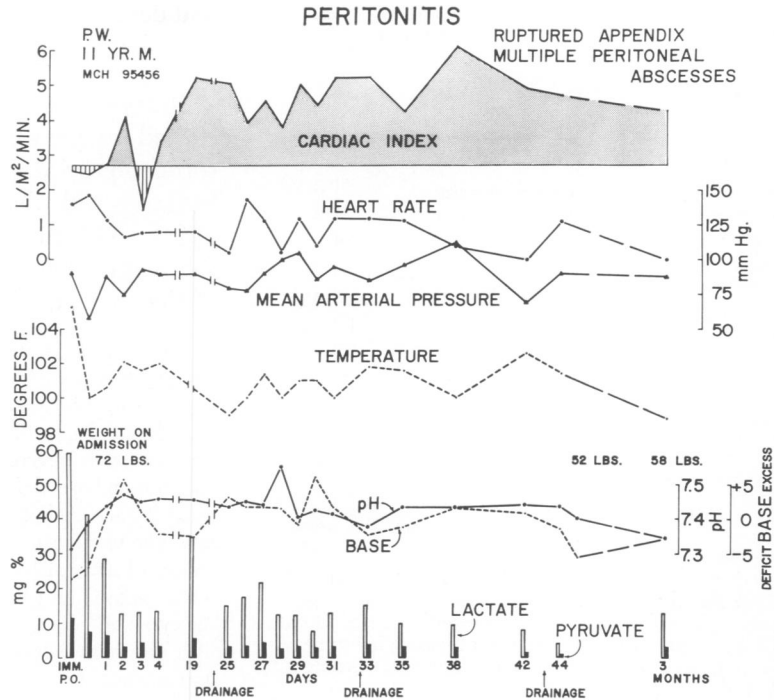 PERITONITIS
P.W.
11 YR. M.
MCH 95456
RUPTURED APPENDIX
MULTIPLE PERITONEAL
ABSCESSES
6
5
4
3
2
1
0
L/M²/MIN.
CARDIAC INDEX
HEART RATE
MEAN ARTERIAL PRESSURE
150
125
100
75
50
mm Hg.
104
102
100
98
DEGREES F.
TEMPERATURE
WEIGHT ON
ADMISSION
72 LBS.
52 LBS.
58 LBS.
60
50
40
30
20
10
0
mg %
pH
BASE
7.5
7.4
7.3
pH
+5
0
-5
DEFICIT BASE EXCESS
LACTATE
PYRUVATE
IMM. 1 2 3 4 19 25 27 29 31 33 35 38 42 44 3
P.O. DAYS MONTHS
DRAINAGE DRAINAGE DRAINAGE